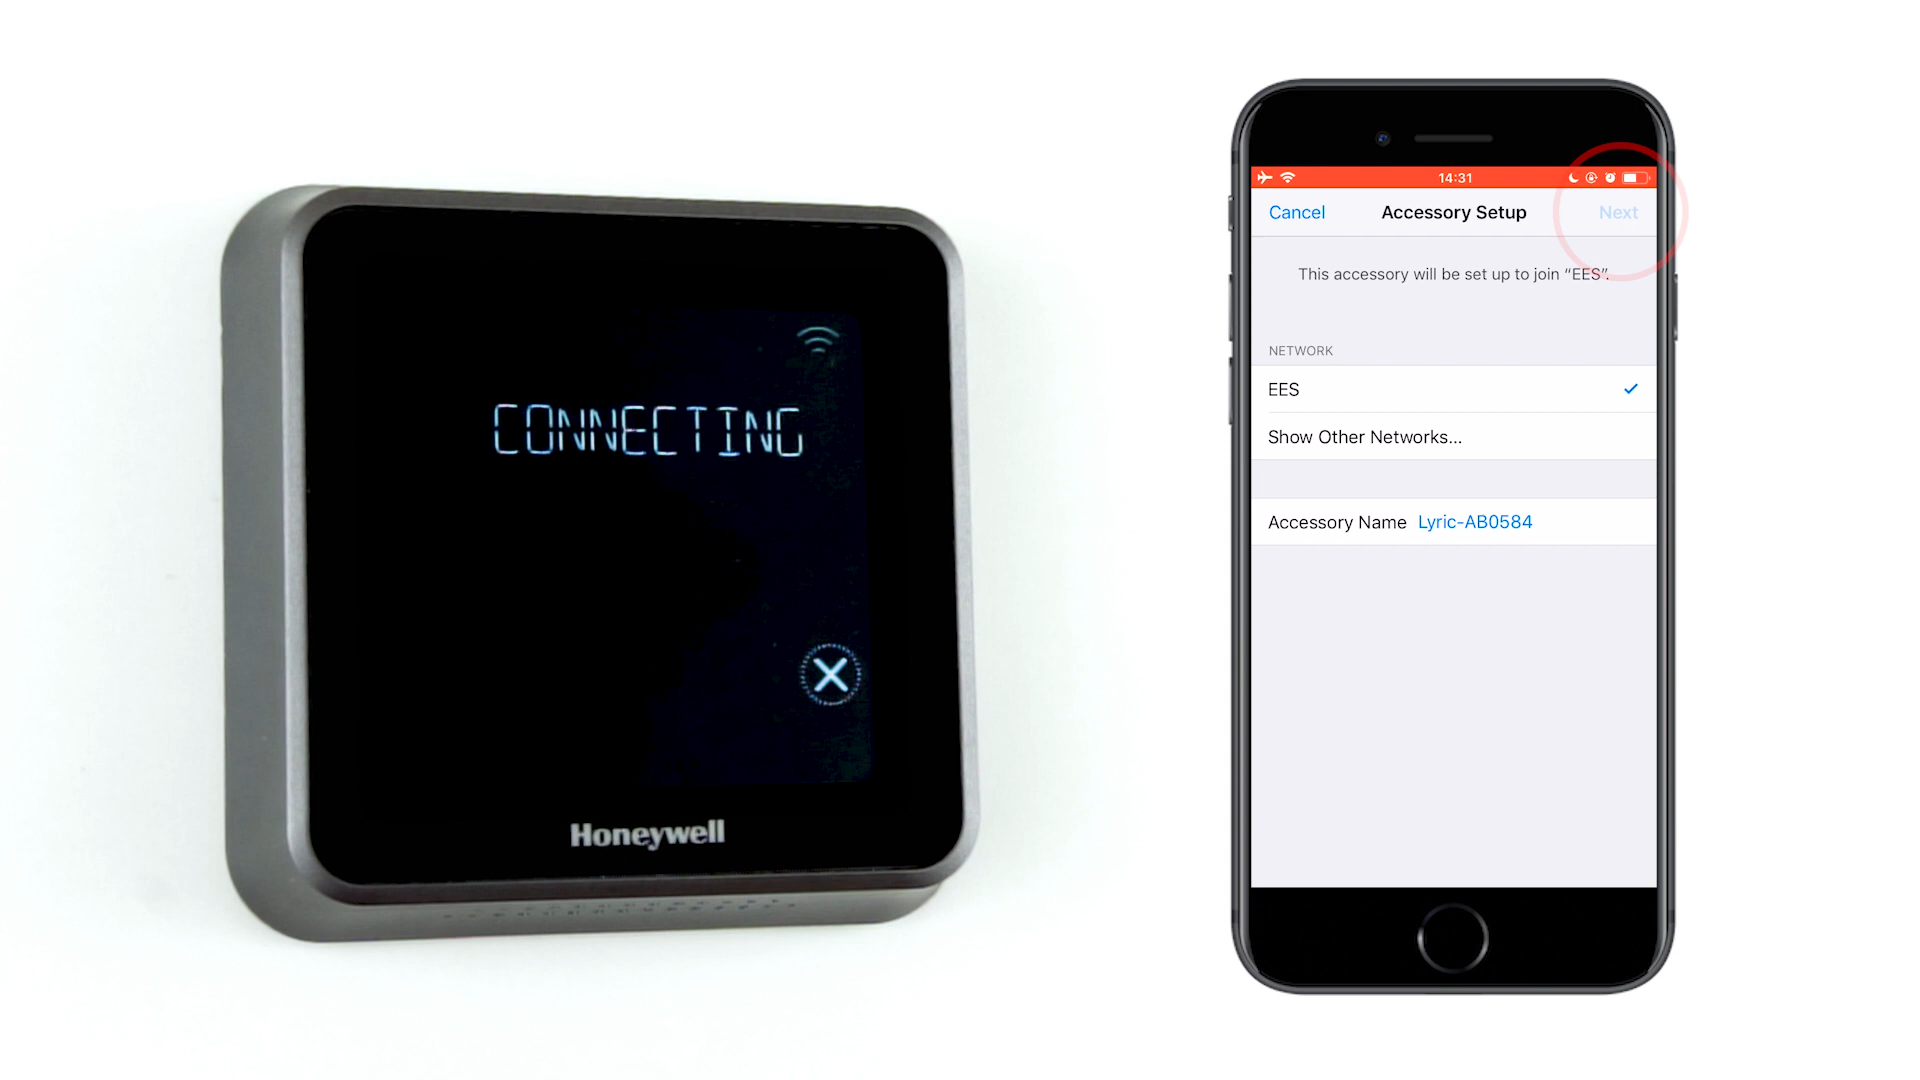 CONNECTING
Honeywell
14:31
Cancel
Accessory Setup
Next
This accessory will be set up to join “EES”.
NETWORK
EES
Show Other Networks...
Accessory Name Lyric-AB0584